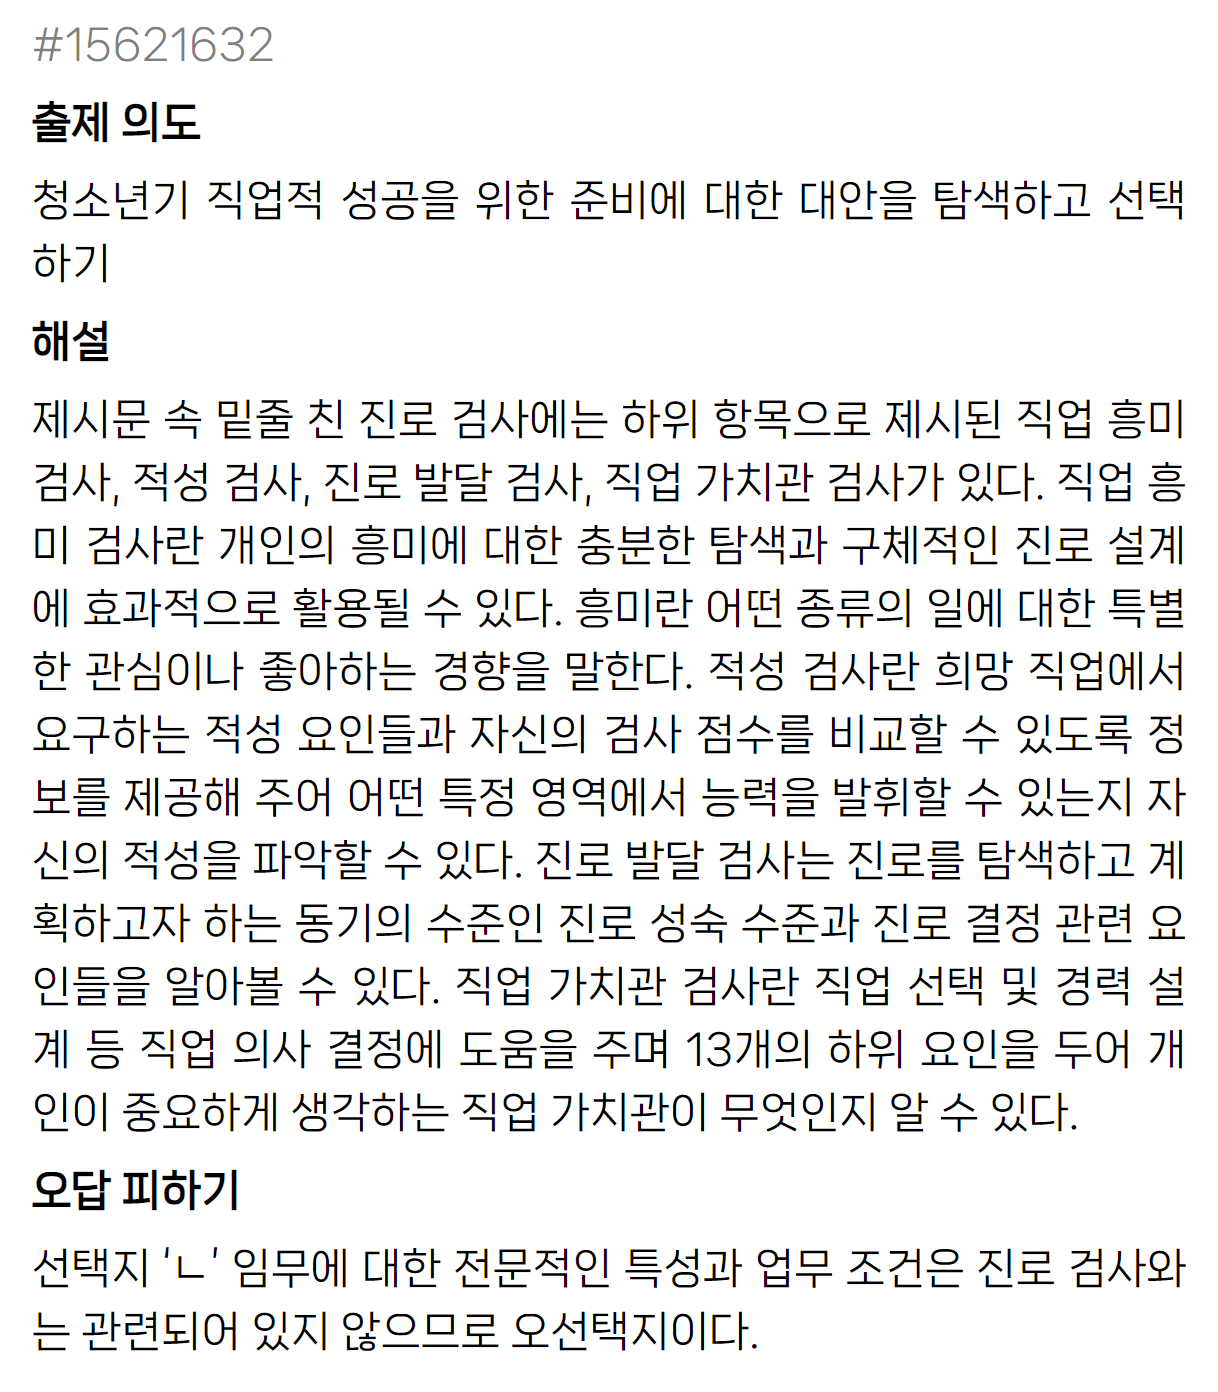 #15621632
출제 의도
청소년기 직업적 성공을 위한 준비에 대한 대안을 탐색하고 선택
하기
해설
제시문 속 밑줄 친 진로 검사에는 하위 항목으로 제시된 직업 흥미
검사, 적성 검사, 진로 발달 검사, 직업 가치관 검사가 있다. 직업 흥
미 검사란 개인의 흥미에 대한 충분한 탐색과 구체적인 진로 설계
에 효과적으로 활용될 수 있다. 흥미란 어떤 종류의 일에 대한 특별
한 관심이나 좋아하는 경향을 말한다. 적성 검사란 희망 직업에서
요구하는 적성 요인들과 자신의 검사 점수를 비교할 수 있도록 정
보를 제공해 주어 어떤 특정 영역에서 능력을 발휘할 수 있는지 자
신의 적성을 파악할 수 있다. 진로 발달 검사는 진로를 탐색하고 계
획하고자 하는 동기의 수준인 진로 성숙 수준과 진로 결정 관련 요
인들을 알아볼 수 있다. 직업 가치관 검사란 직업 선택 및 경력 설
계 등 직업 의사 결정에 도움을 주며 13개의 하위 요인을 두어 개
인이 중요하게 생각하는 직업 가치관이 무엇인지 알 수 있다.
오답 피하기
선택지 'ㄴ' 임무에 대한 전문적인 특성과 업무 조건은 진로 검사와
는 관련되어 있지 않으므로 오선택지이다.